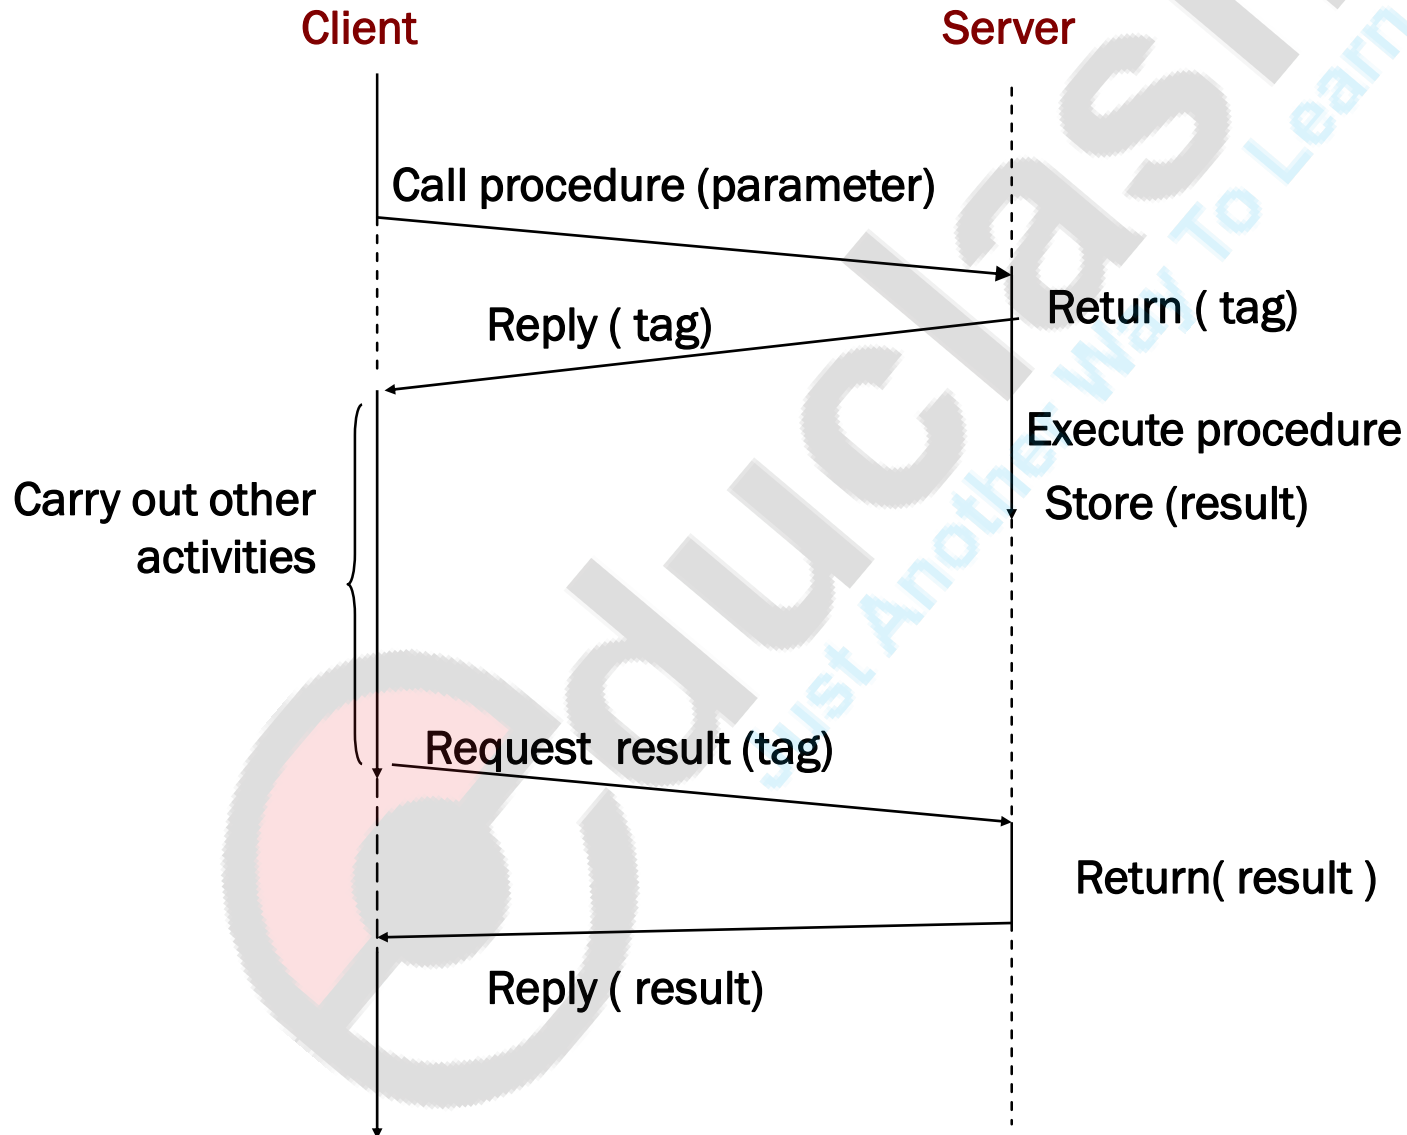 Client
Server
Call procedure (parameter)
Reply ( tag)
Return ( tag)
Execute procedure
Store (result)
Carry out other
activities
Request  result (tag)
Return( result )
Reply ( result)
educlash
Just Another Way To Learn